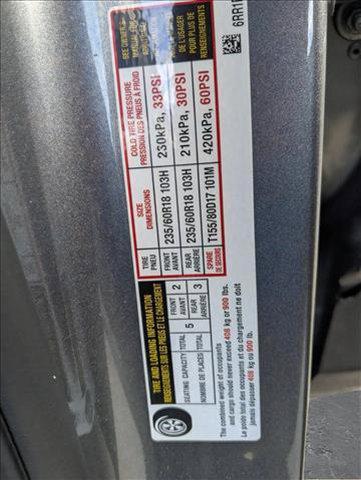 TIRE AND LOADING INFORMATION
RENSEIGNEMENTS SUR LES PNEUS ET LE CHARGEMENT
SEATING CAPACITY TOTAL 5 FRONT 2 REAR 3
NOMBRE DE PLACES TOTAL AVANT ARRIÈRE
The combined weight of occupants
and cargo should never exceed 408 kg or 900 lbs.
Le poids total des occupants et du chargement ne doit
jamais dépasser 408 kg ou 900 lb.
TIRE SIZE COLD TIRE PRESSURE
PNEU DIMENSIONS PRESSION DES PNEUS À FROID
FRONT 235/60R18 103H 230kPa, 33PSI
AVANT
REAR 235/60R18 103H 210kPa, 30PSI
ARRIÈRE
SPARE T155/80D17 101M 420kPa, 60PSI
DE SECOURS
SEE OWNER'S
MANUAL FOR
DE L'USAGER
POUR PLUS DE
RENSEIGNEMENTS
6RR1